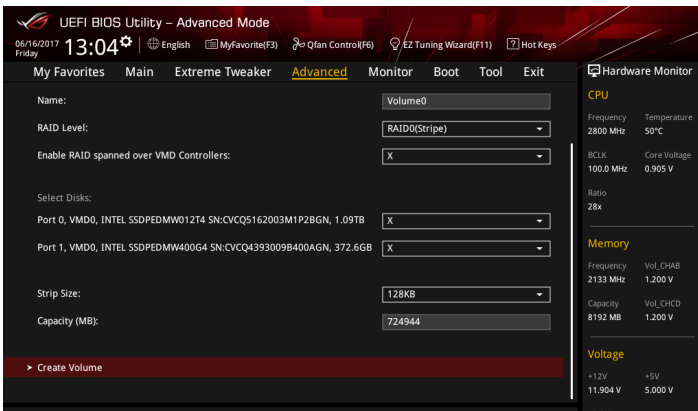 UEFI BIOS Utility – Advanced Mode
06/16/2017 Friday 13:04 English MyFavorite(F3) Qfan Control(F6) EZ Tuning Wizard(F11) ? Hot Keys
My Favorites Main Extreme Tweaker Advanced Monitor Boot Tool Exit
Name: Volume0
RAID Level: RAID0(Stripe)
Enable RAID spanned over VMD Controllers: X
Select Disks:
Port 0, VMD0, INTEL SSDPEDMW012T4 SN:CVCQ5162003M1P2BGN, 1.09TB X
Port 1, VMD0, INTEL SSDPEDMW400G4 SN:CVCQ4393009B400AGN, 372.6GB X
Strip Size: 128KB
Capacity (MB): 724944
> Create Volume
Hardware Monitor
CPU
Frequency Temperature
2800 MHz 50°C
BCLK Core Voltage
100.0 MHz 0.905 V
Ratio
28x
Memory
Frequency Vol_CHAB
2133 MHz 1.200 V
Capacity Vol_CHCD
8192 MB 1.200 V
Voltage
+12V +5V
11.904 V 5.000 V